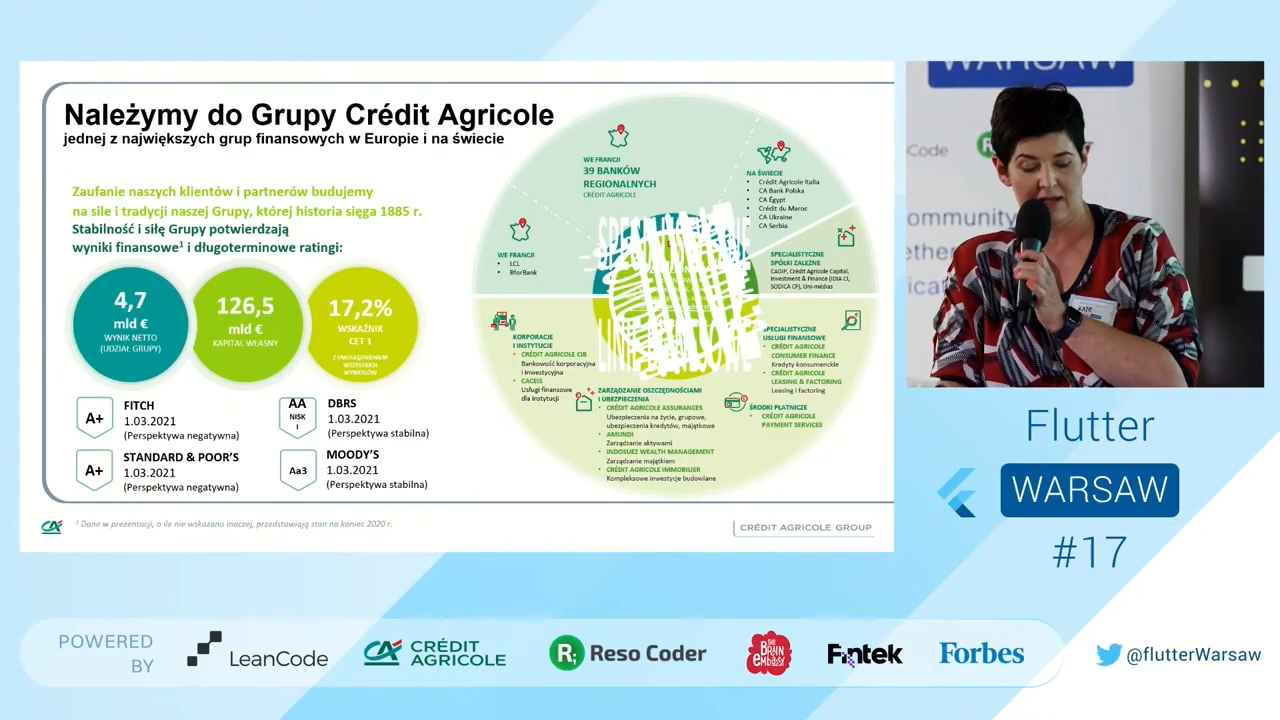 Należymy do Grupy Crédit Agricole
jednej z największych grup finansowych w Europie i na świecie
Zaufanie naszych klientów i partnerów budujemy
na sile i tradycji naszej Grupy, której historia sięga 1885 r.
Stabilność i siłę Grupy potwierdzają
wyniki finansowe¹ i długoterminowe ratingi:
4,7
mld €
WYNIK NETTO
(UDZIAŁ GRUPY)
126,5
mld €
KAPITAŁ WŁASNY
17,2%
WSKAŹNIK
CET 1
Z UWZGLĘDNIENIEM
WSZYSTKICH
WYMOGÓW
A+
FITCH
1.03.2021
(Perspektywa negatywna)
AA
NISK
I
DBRS
1.03.2021
(Perspektywa stabilna)
A+
STANDARD & POOR'S
1.03.2021
(Perspektywa negatywna)
Aa3
MOODY'S
1.03.2021
(Perspektywa stabilna)
WE FRANCJI
39 BANKÓW
REGIONALNYCH
CRÉDIT AGRICOLE
NA ŚWIECIE
• Crédit Agricole Italia
• CA Bank Polska
• CA Egypt
• Crédit du Maroc
• CA Ukraine
• CA Serbia
WE FRANCJI
• LCL
• BforBank
SPECJALISTYCZNE
SPÓŁKI ZALEŻNE
CAGIP, Crédit Agricole Capital,
Investment & Finance (IDIA CI,
SODICA CF), Uni-médias
KORPORACJE
I INSTYTUCJE
• CRÉDIT AGRICOLE CIB
Bankowość korporacyjna
i inwestycyjna
• CACEIS
Usługi finansowe
dla instytucji
SPECJALISTYCZNE
USŁUGI FINANSOWE
• CRÉDIT AGRICOLE
CONSUMER FINANCE
Kredyty konsumenckie
• CRÉDIT AGRICOLE
LEASING & FACTORING
Leasing i factoring
ZARZĄDZANIE OSZCZĘDNOŚCIAMI
I UBEZPIECZENIA
• CRÉDIT AGRICOLE ASSURANCES
Ubezpieczenia na życie, grupowe,
ubezpieczenia kredytów, majątkowe
• AMUNDI
Zarządzanie aktywami
• INDOSUEZ WEALTH MANAGEMENT
Zarządzanie majątkiem
• CRÉDIT AGRICOLE IMMOBILIER
Kompleksowe inwestycje budowlane
ŚRODKI PŁATNICZE
• CRÉDIT AGRICOLE
PAYMENT SERVICES
¹ Dane w prezentacji, o ile nie wskazano inaczej, przedstawiają stan na koniec 2020 r.
CRÉDIT AGRICOLE GROUP
WARSAW
Code
KATE
Flutter
WARSAW
#17
POWERED
BY
LeanCode
CRÉDIT
AGRICOLE
R;
Reso Coder
THE
BRAIN
embassy
Fintek
Forbes
@flutterWarsaw